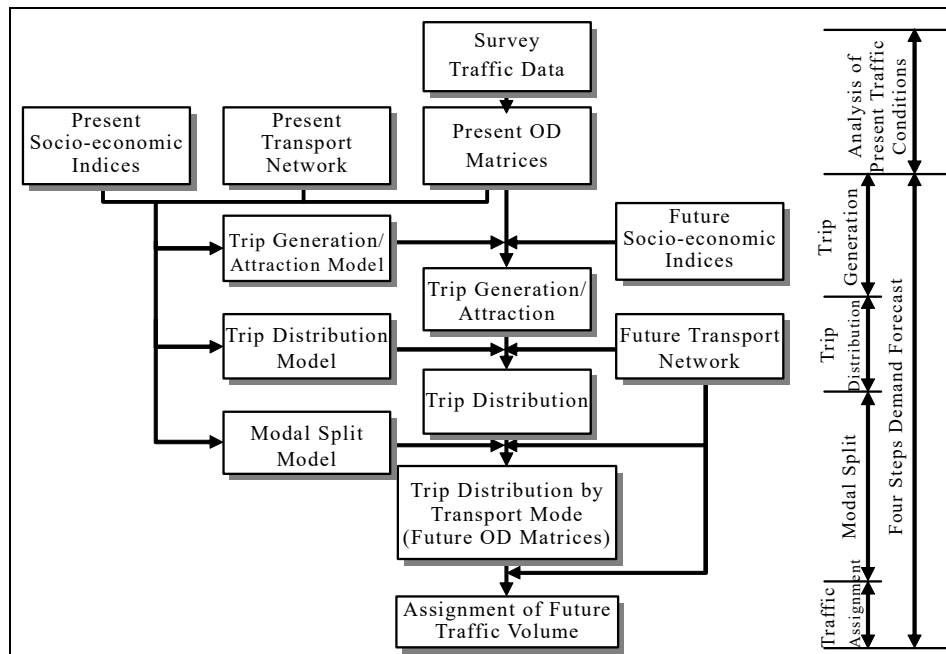 Survey
Traffic Data
Present
Socio-economic
Indices
Present
Transport
Network
Present OD
Matrices
Trip Generation/
Attraction Model
Future
Socio-economic
Indices
Trip Generation/
Attraction
Trip Distribution
Model
Future Transport
Network
Trip Distribution
Modal Split
Model
Trip Distribution by
Transport Mode
(Future OD Matrices)
Assignment of Future
Traffic Volume
Analysis of
Present Traffic
Conditions
Trip
Generation
Trip
Distribution
Modal Split
Traffic
Assignment
Four Steps Demand Forecast